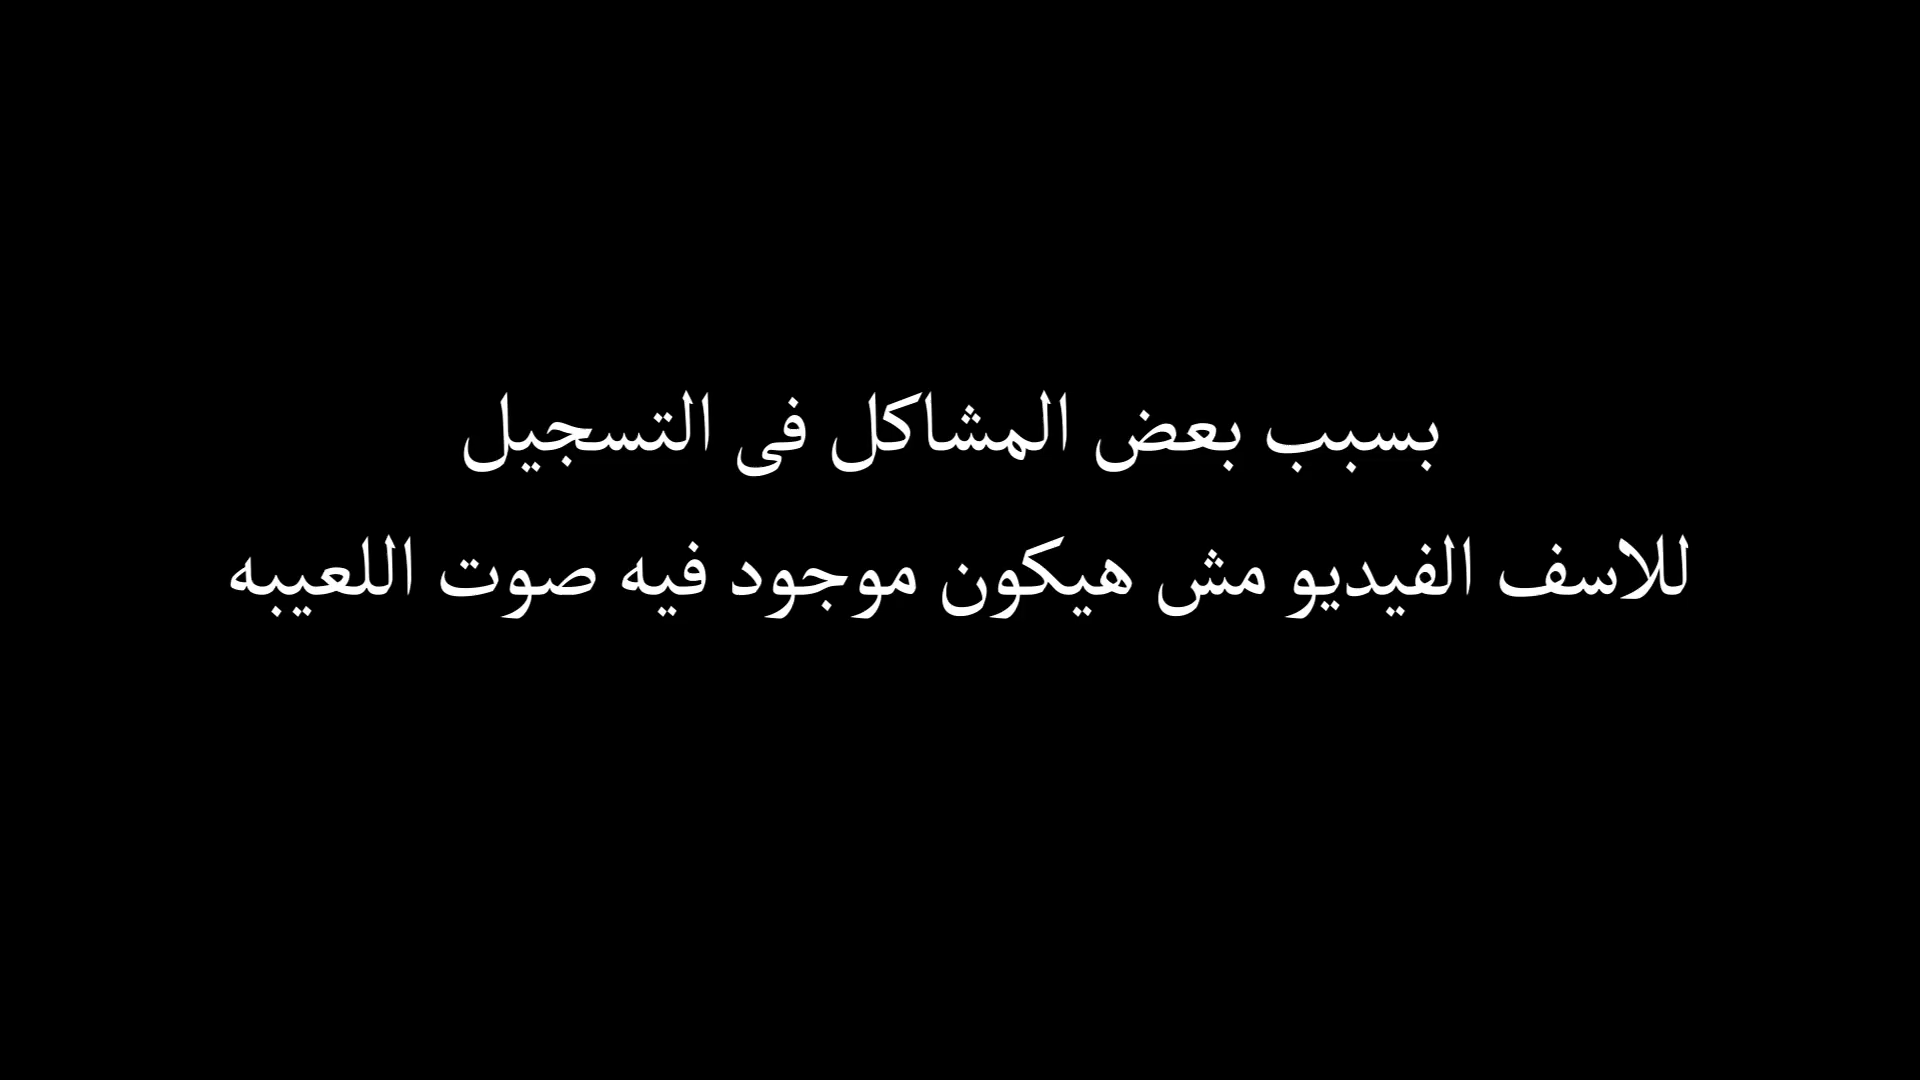 بسبب بعض المشاكل فى التسجيل
للاسف الفيديو مش هيكون موجود فيه صوت اللعيبه